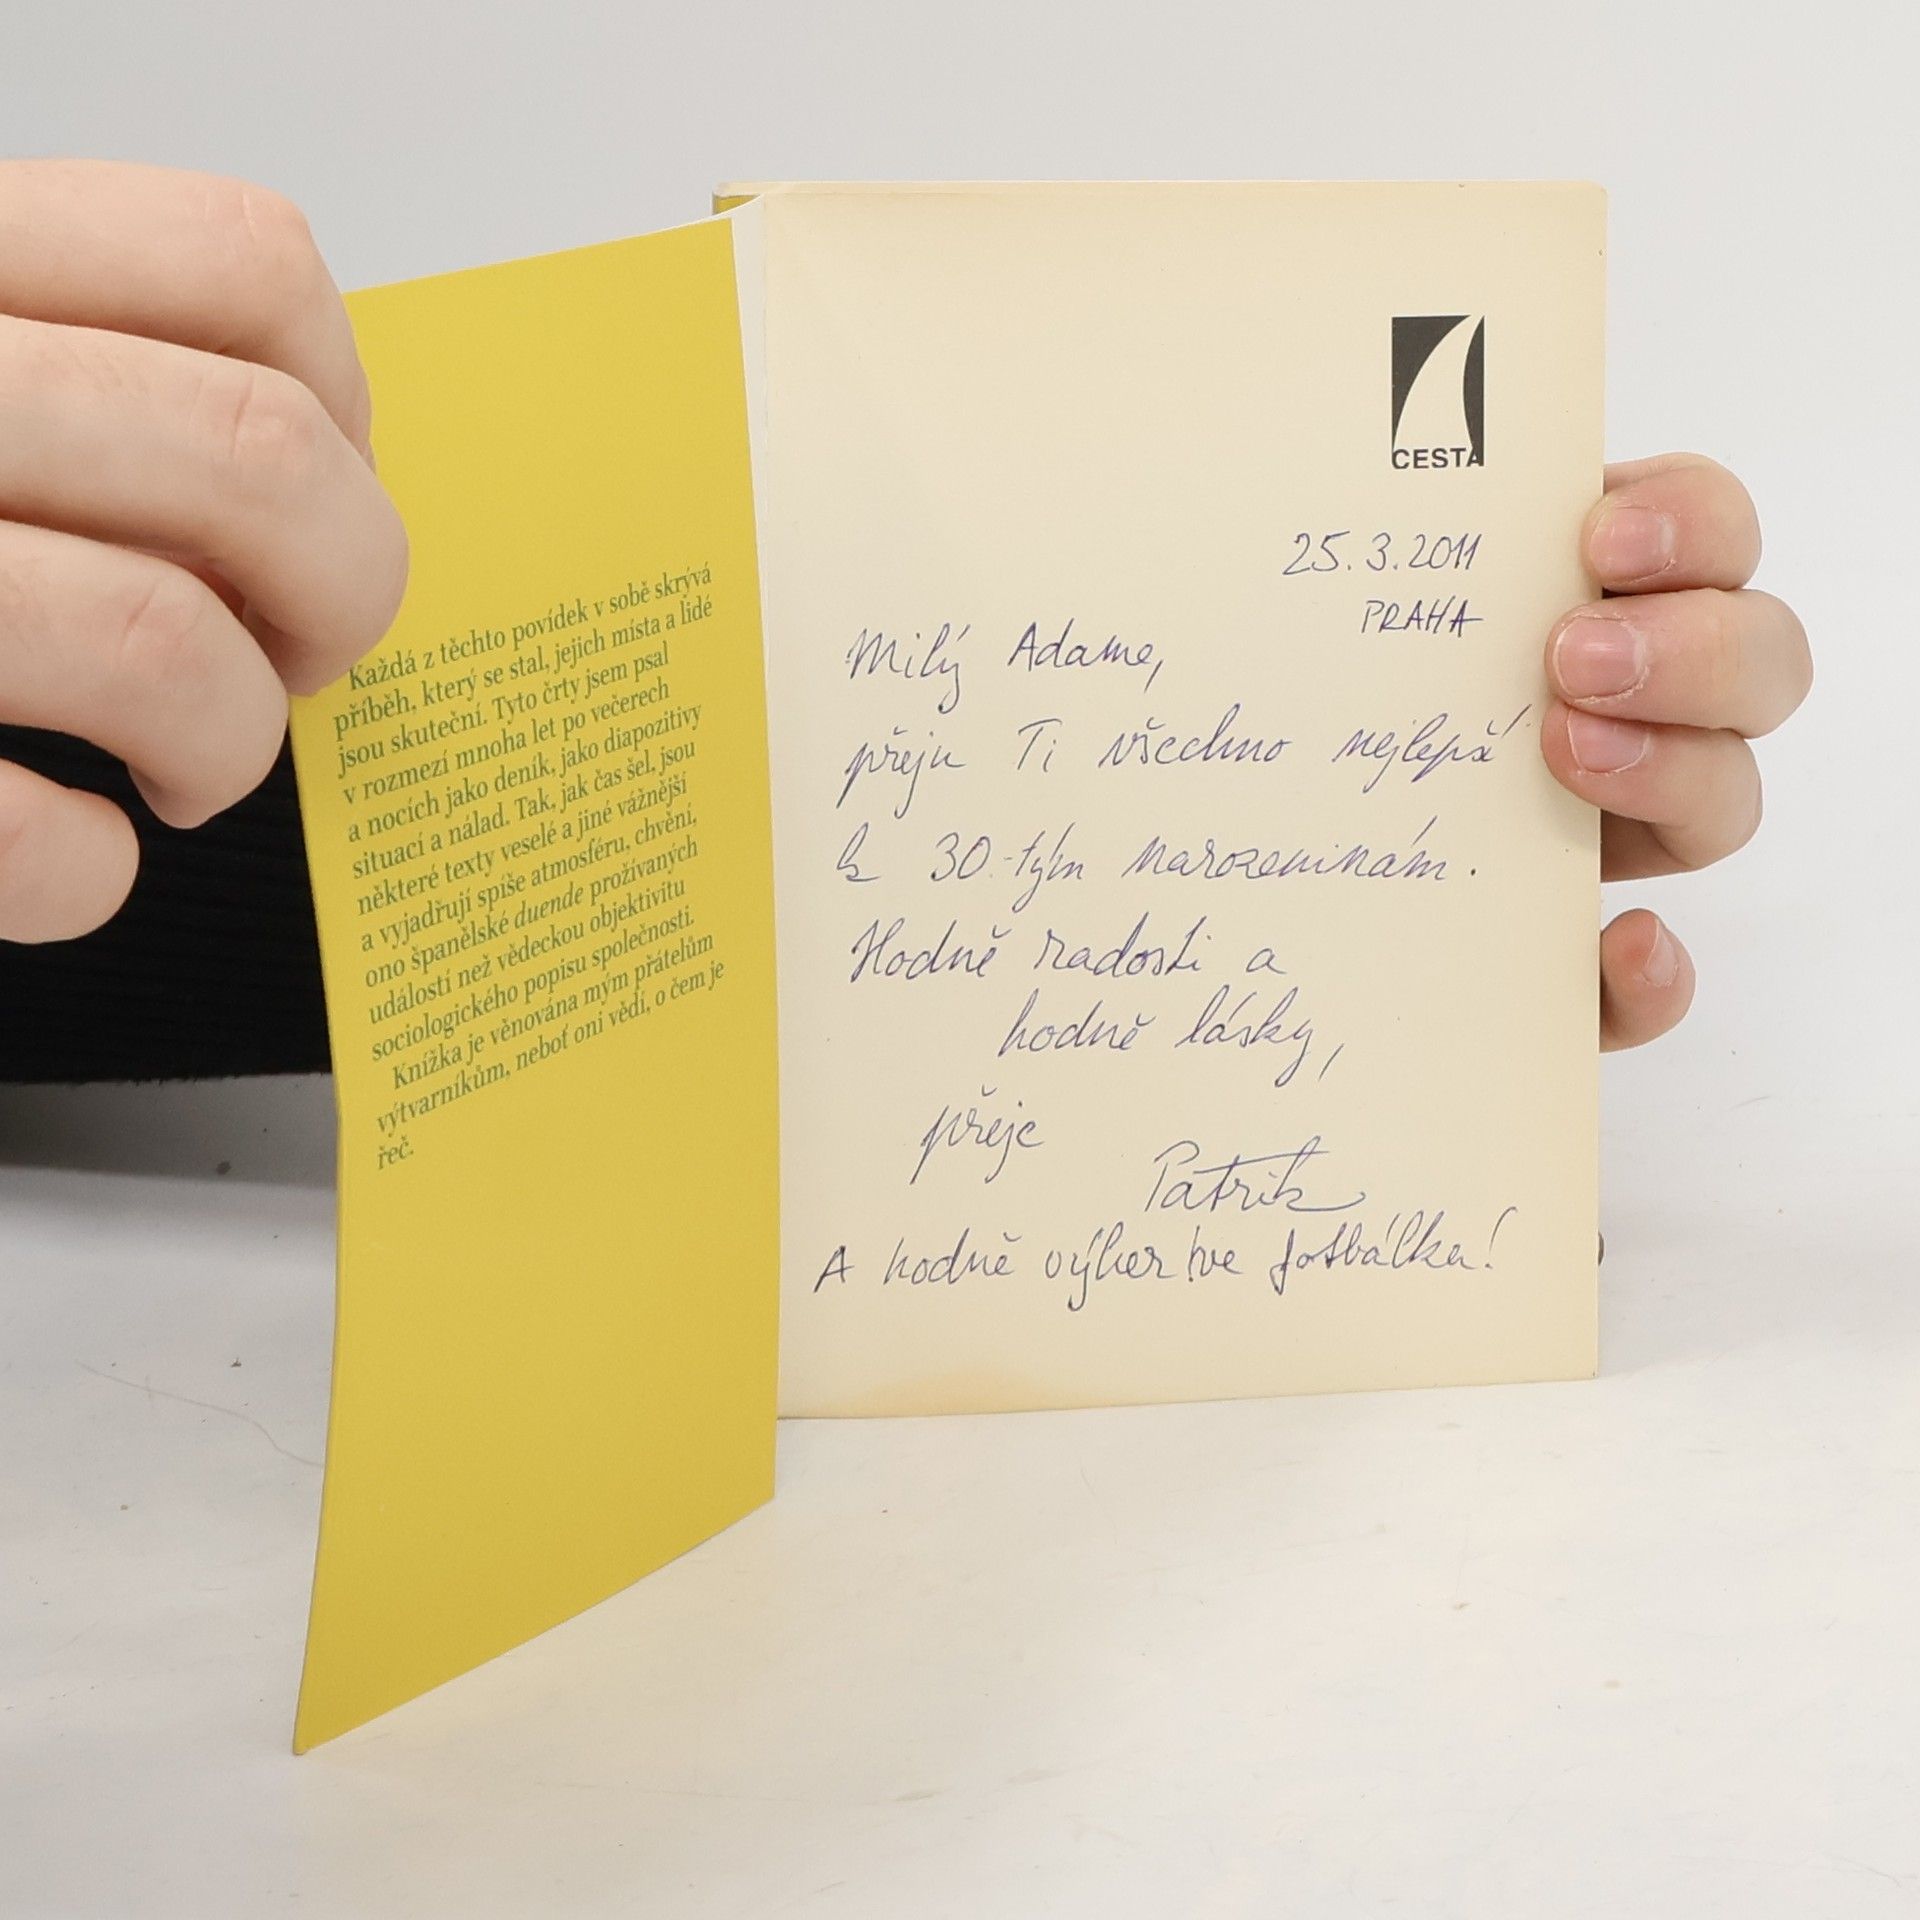 Každá z těchto povídek v sobě skrývá
příběh, který se stal, jejich místa a lidé
jsou skuteční. Tyto črty jsem psal
v rozmezí mnoha let po večerech
a nocích jako deník, jako diapozitivy
situací a nálad. Tak, jak čas šel, jsou
některé texty veselé a jiné vážnější
a vyjadřují spíše atmosféru, chvění,
ono španělské duende prožívaných
událostí než vědeckou objektivitu
sociologického popisu společnosti.
Knížka je věnována mým přátelům
výtvarníkům, neboť oni vědí, o čem je
řeč.
CESTA
25.3.2011
PRAHA
Milý Adame,
přeju Ti všechno nejlepší
k 30.-tým narozeninám.
Hodně radosti a
hodně lásky,
přeje
Patrik
A hodně výher ve fotbálku!